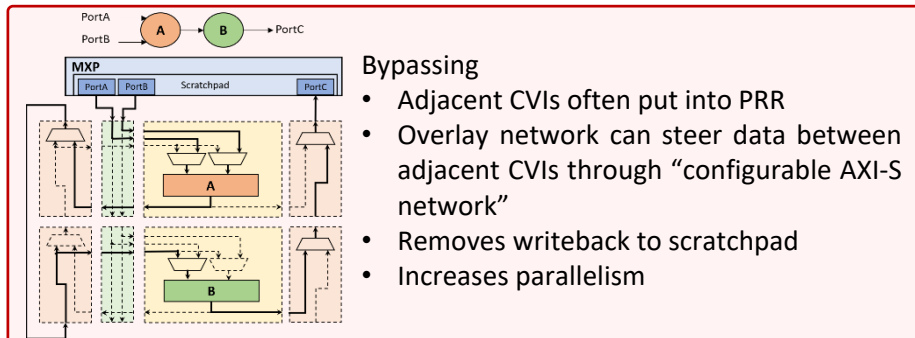 PortA
PortB
A
B
PortC
MXP
Scratchpad
PortA
PortB
PortC
A
B
Bypassing
• Adjacent CVIs often put into PRR
• Overlay network can steer data between
adjacent CVIs through “configurable AXI-S
network”
• Removes writeback to scratchpad
• Increases parallelism